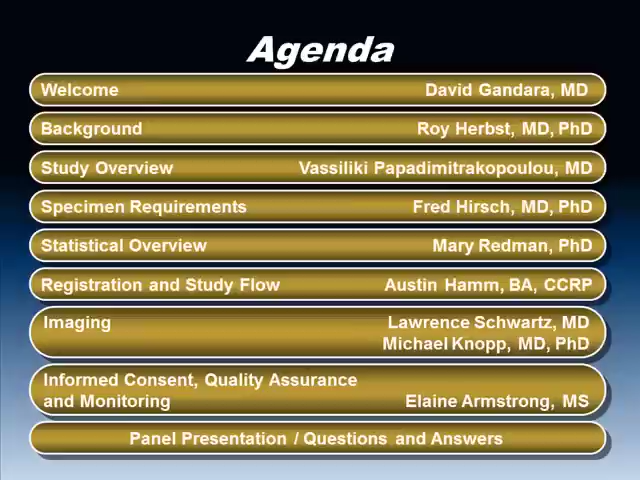 Agenda
Welcome David Gandara, MD
Background Roy Herbst, MD, PhD
Study Overview Vassiliki Papadimitrakopoulou, MD
Specimen Requirements Fred Hirsch, MD, PhD
Statistical Overview Mary Redman, PhD
Registration and Study Flow Austin Hamm, BA, CCRP
Imaging Lawrence Schwartz, MD
Michael Knopp, MD, PhD
Informed Consent, Quality Assurance
and Monitoring Elaine Armstrong, MS
Panel Presentation / Questions and Answers